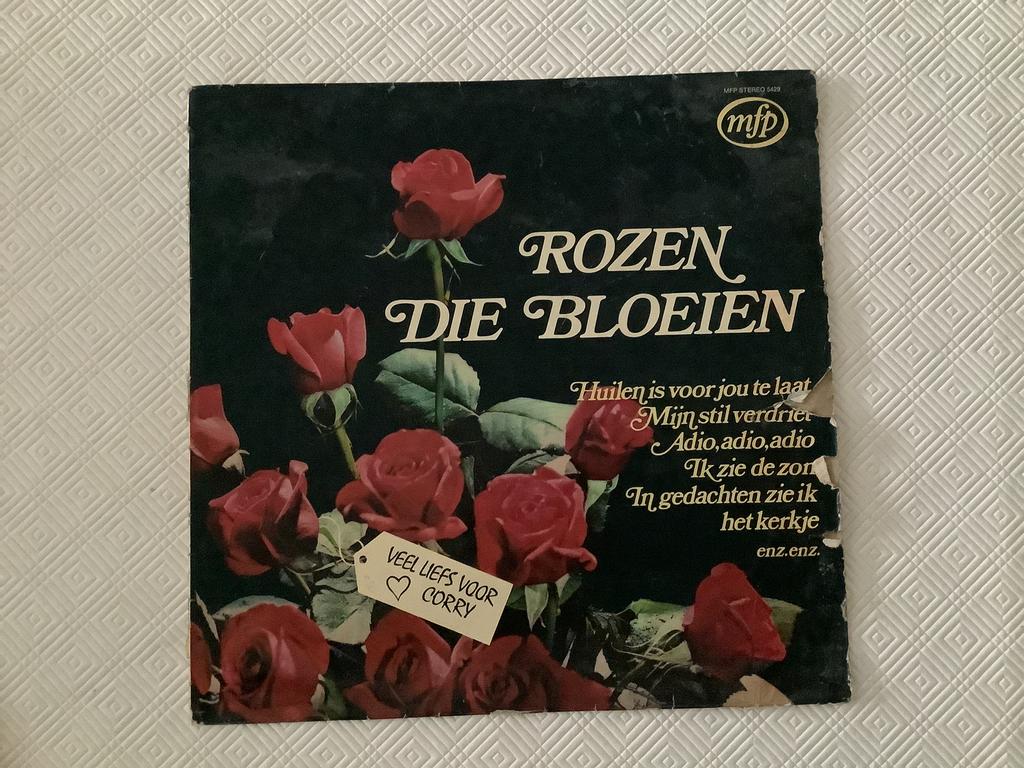 MFP STEREO 5429
mfp
ROZEN
DIE BLOEIEN
Huilen is voor jou te laat
Mijn stil verdriet
Adio, adio, adio
Ik zie de zon
In gedachten zie ik
het kerkje
enz. enz.
VEEL LIEFS VOOR
♡ CORRY